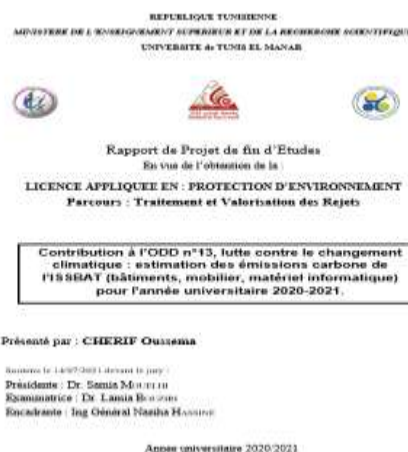 REPUBLIQUE TUNISIENNE
MINISTERE DE L'ENSEIGNEMENT SUPERIEUR ET DE LA RECHERCHE SCIENTIFIQUE
UNIVERSITE de TUNIS EL MANAR
Rapport de Projet de fin d'Etudes
En vue de l'obtention de la :
LICENCE APPLIQUEE EN : PROTECTION D'ENVIRONNEMENT
Parcours : Traitement et Valorisation des Rejets
Contribution à l'ODD n°13, lutte contre le changement
climatique : estimation des émissions carbone de
l'ISSBAT (bâtiments, mobilier, matériel informatique)
pour l'année universitaire 2020-2021.
Présenté par : CHERIF Oussema
Soutenu le 14/07/2021 devant le jury :
Présidente : Dr. Samia
Examinatrice : Dr. Lamia
Encadrante : Ing Général Naziha HASSINE
Année universitaire 2020/2021